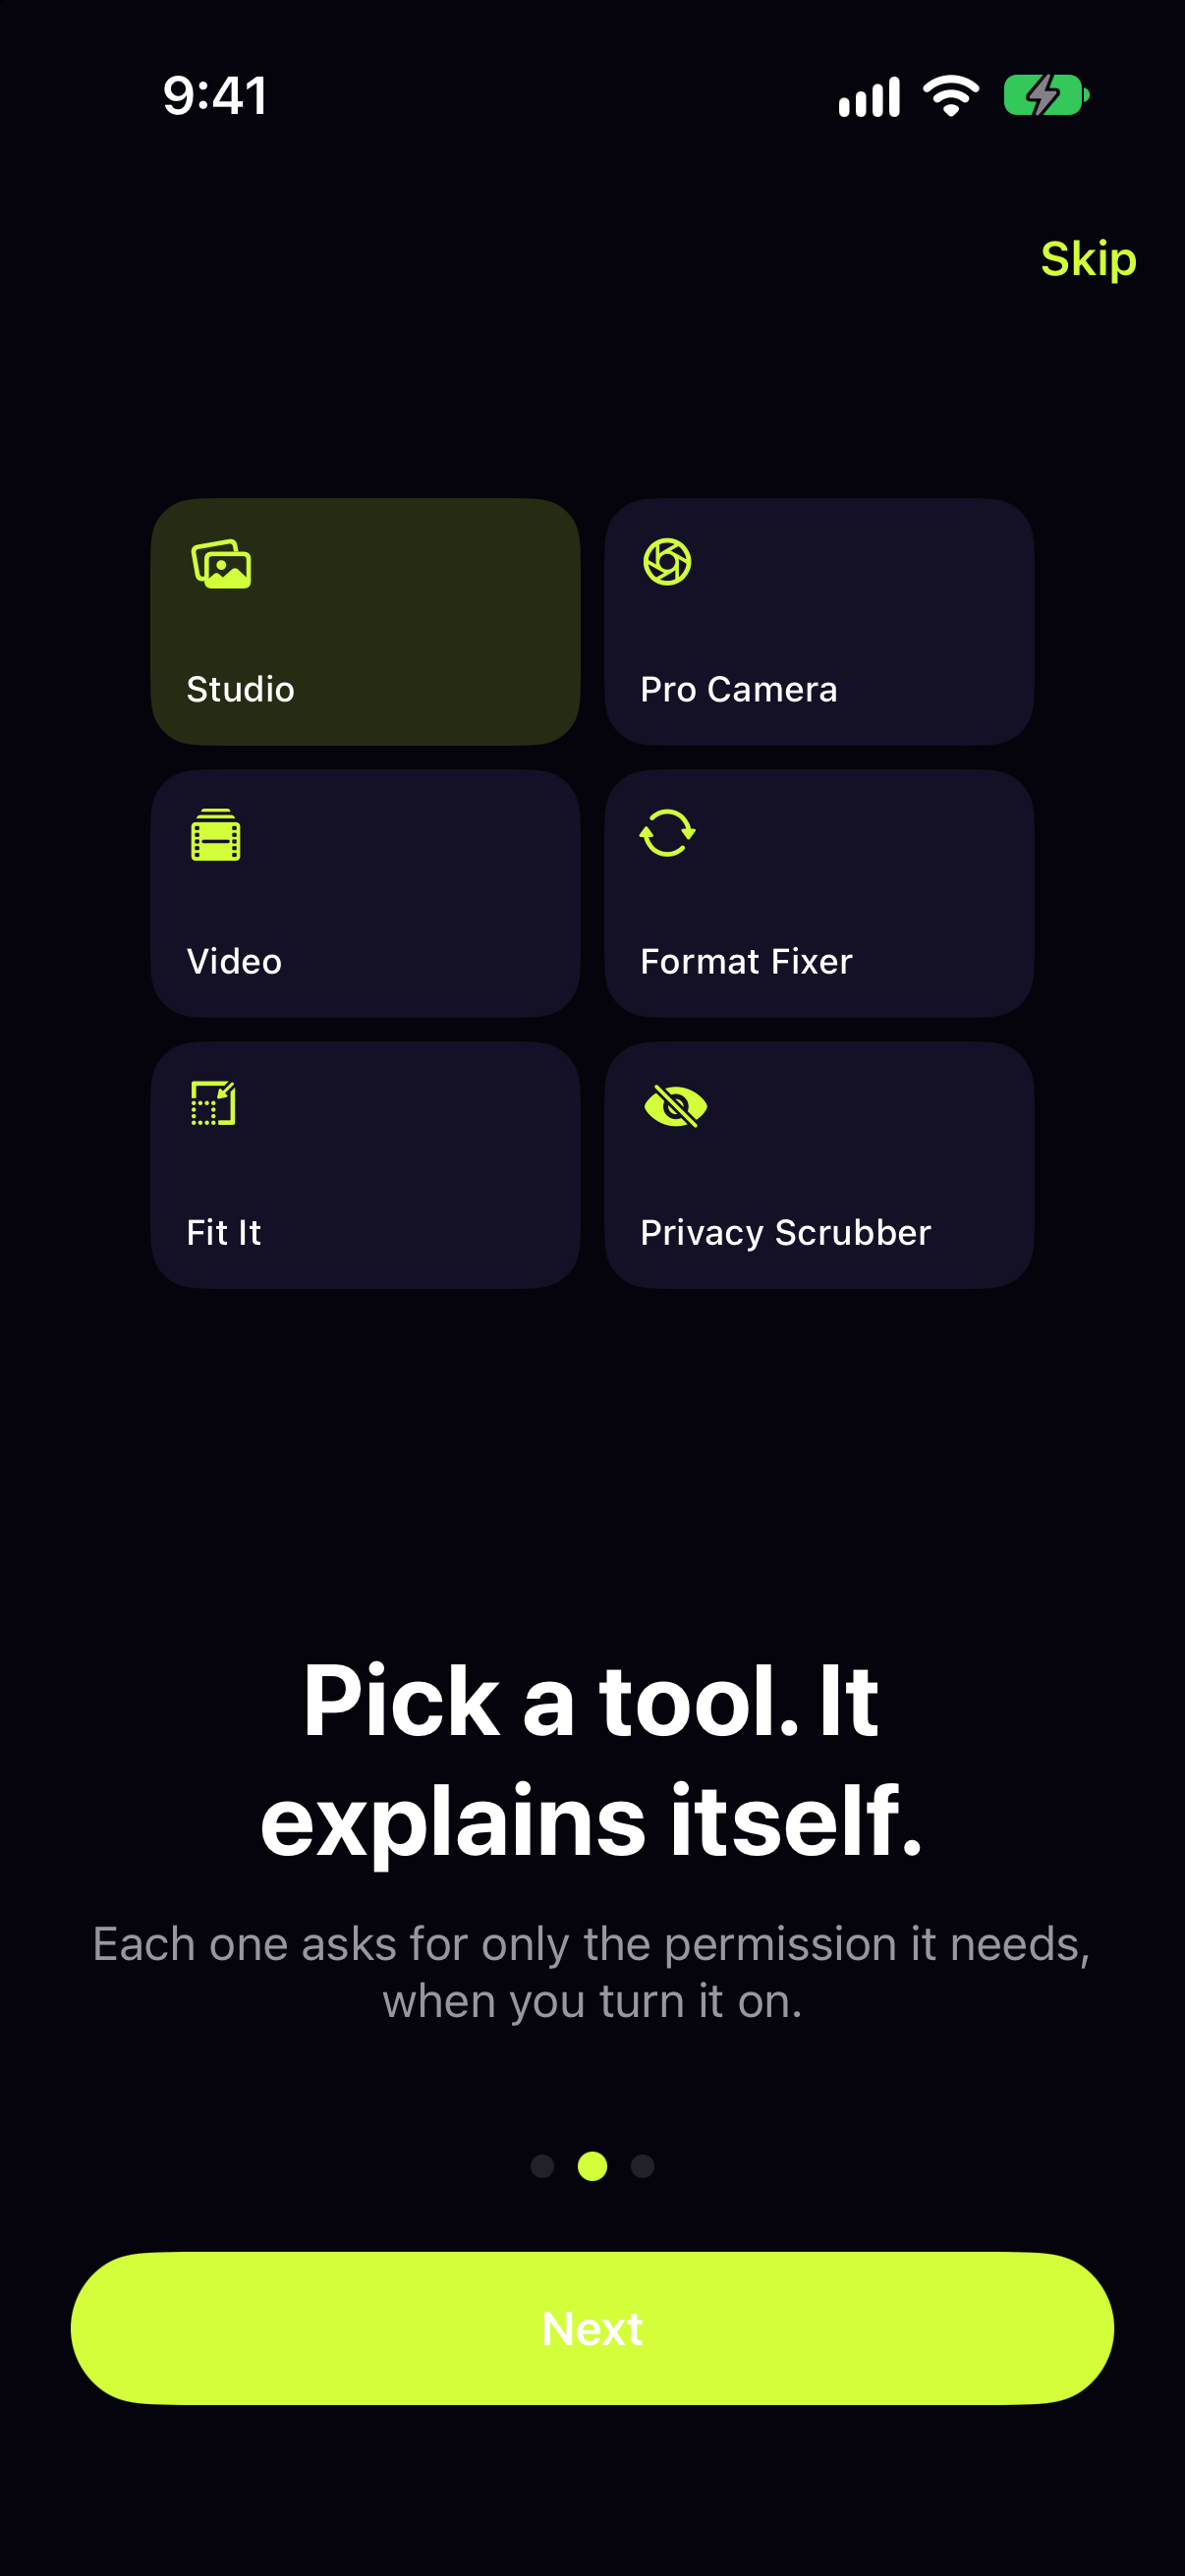 9:41
Skip
Studio
Pro Camera
Video
Format Fixer
Fit It
Privacy Scrubber
Pick a tool. It
explains itself.
Each one asks for only the permission it needs,
when you turn it on.
Next